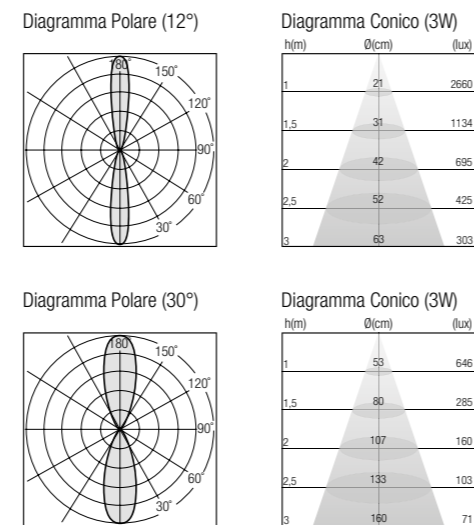 Diagramma Polare (12°)
180°
150°
120°
90°
60°
30°
Diagramma Conico (3W)
h(m) Ø(cm) (lux)
1 21 2660
1,5 31 1134
2 42 695
2,5 52 425
3 63 303
Diagramma Polare (30°)
180
150°
120°
90°
60°
30°
Diagramma Conico (3W)
h(m) Ø(cm) (lux)
1 53 646
1,5 80 285
2 107 160
2,5 133 103
3 160 71